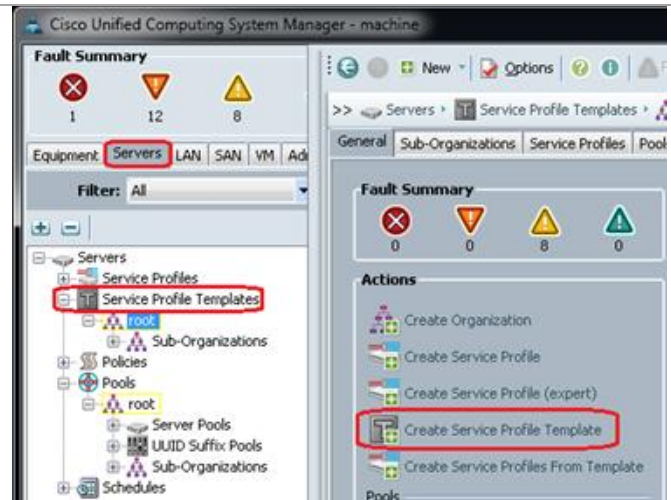 Cisco Unified Computing System Manager - machine
Fault Summary
1 12 8
Equipment Servers LAN SAN VM
Filter: All
Servers
Service Profiles
Service Profile Templates
root
Sub-Organizations
Policies
Pools
root
Server Pools
UUID Suffix Pools
Sub-Organizations
Schedules
New Options
>> Servers Service Profile Templates
General Sub-Organizations Service Profiles Pool
Fault Summary
0 0 8 0
Actions
Create Organization
Create Service Profile
Create Service Profile (expert)
Create Service Profile Template
Create Service Profiles From Template
Pools